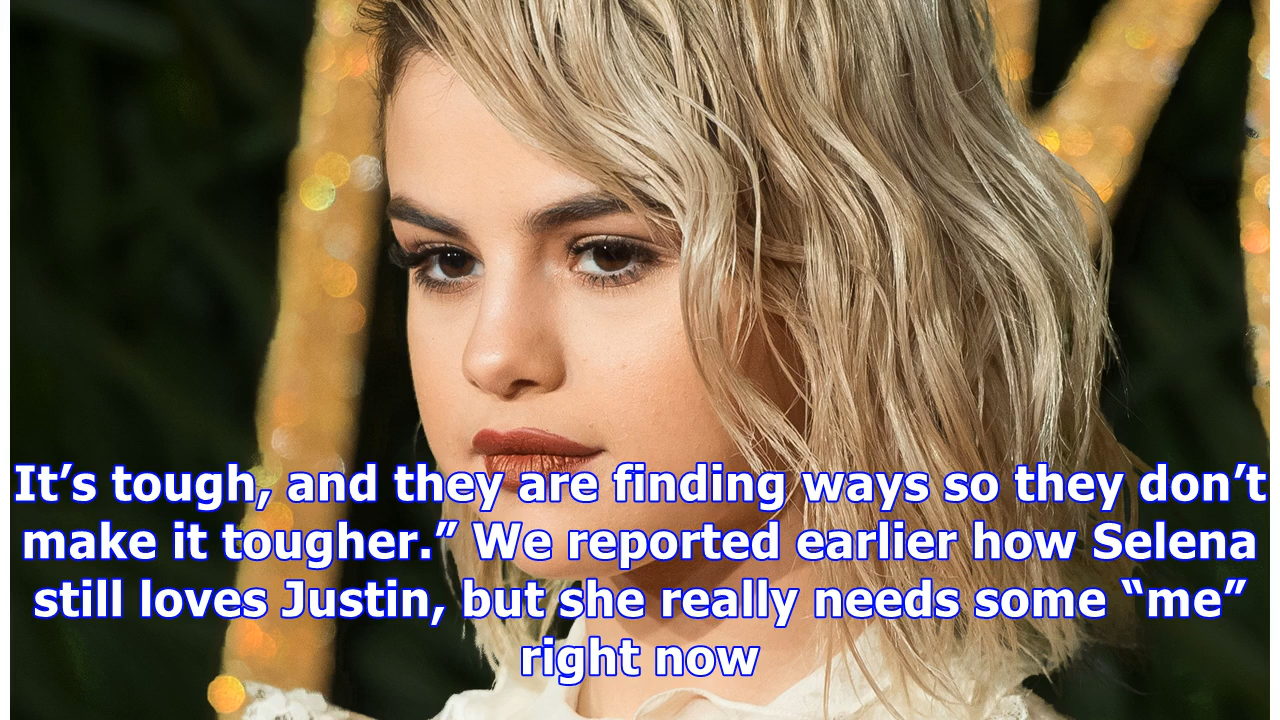 It’s tough, and they are finding ways so they don’t
make it tougher.” We reported earlier how Selena
still loves Justin, but she really needs some “me”
right now